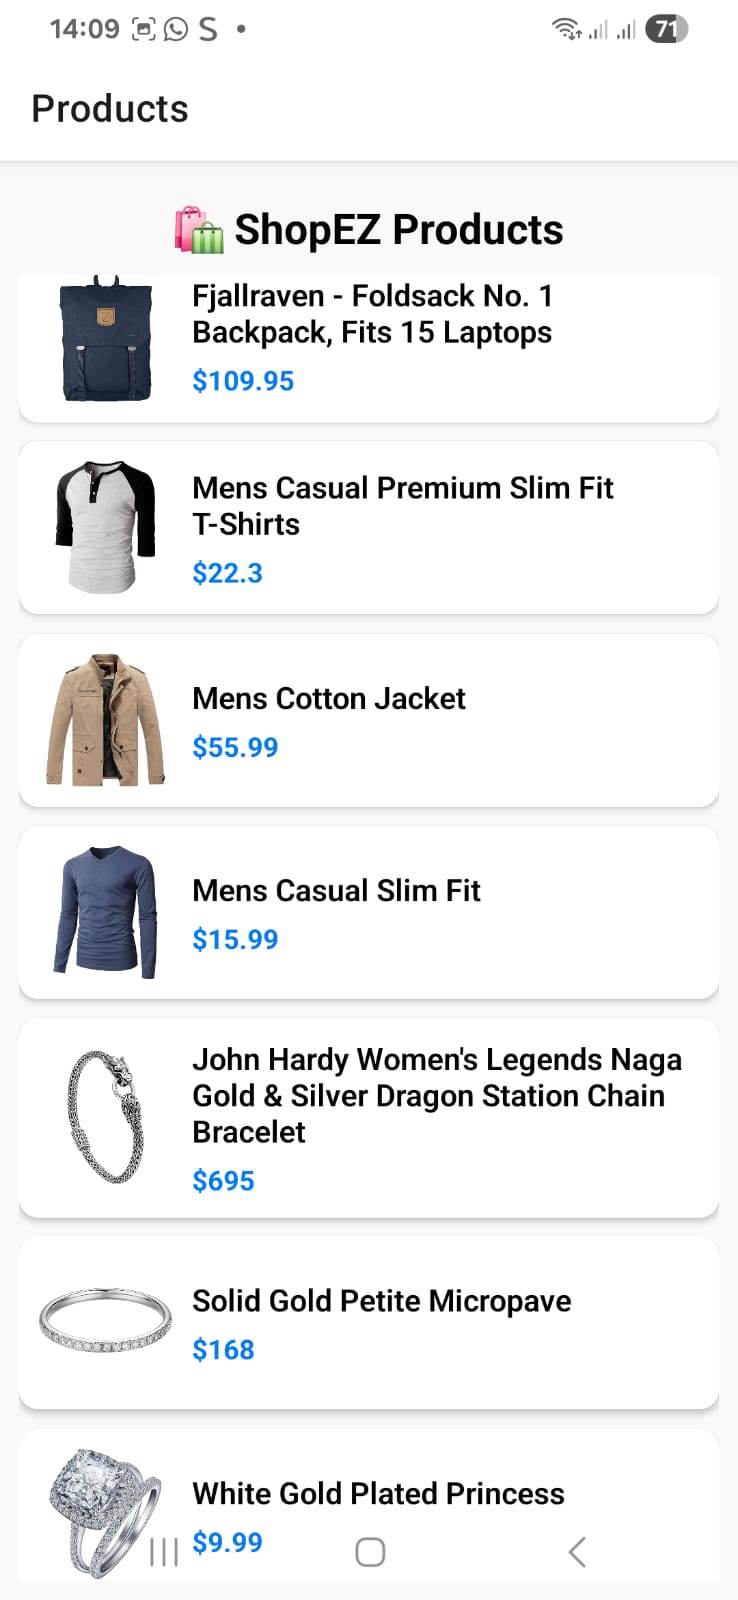 14:09 S
71
Products
ShopEZ Products
Fjallraven - Foldsack No. 1
Backpack, Fits 15 Laptops
$109.95
Mens Casual Premium Slim Fit
T-Shirts
$22.3
Mens Cotton Jacket
$55.99
Mens Casual Slim Fit
$15.99
John Hardy Women's Legends Naga
Gold & Silver Dragon Station Chain
Bracelet
$695
Solid Gold Petite Micropave
$168
White Gold Plated Princess
$9.99